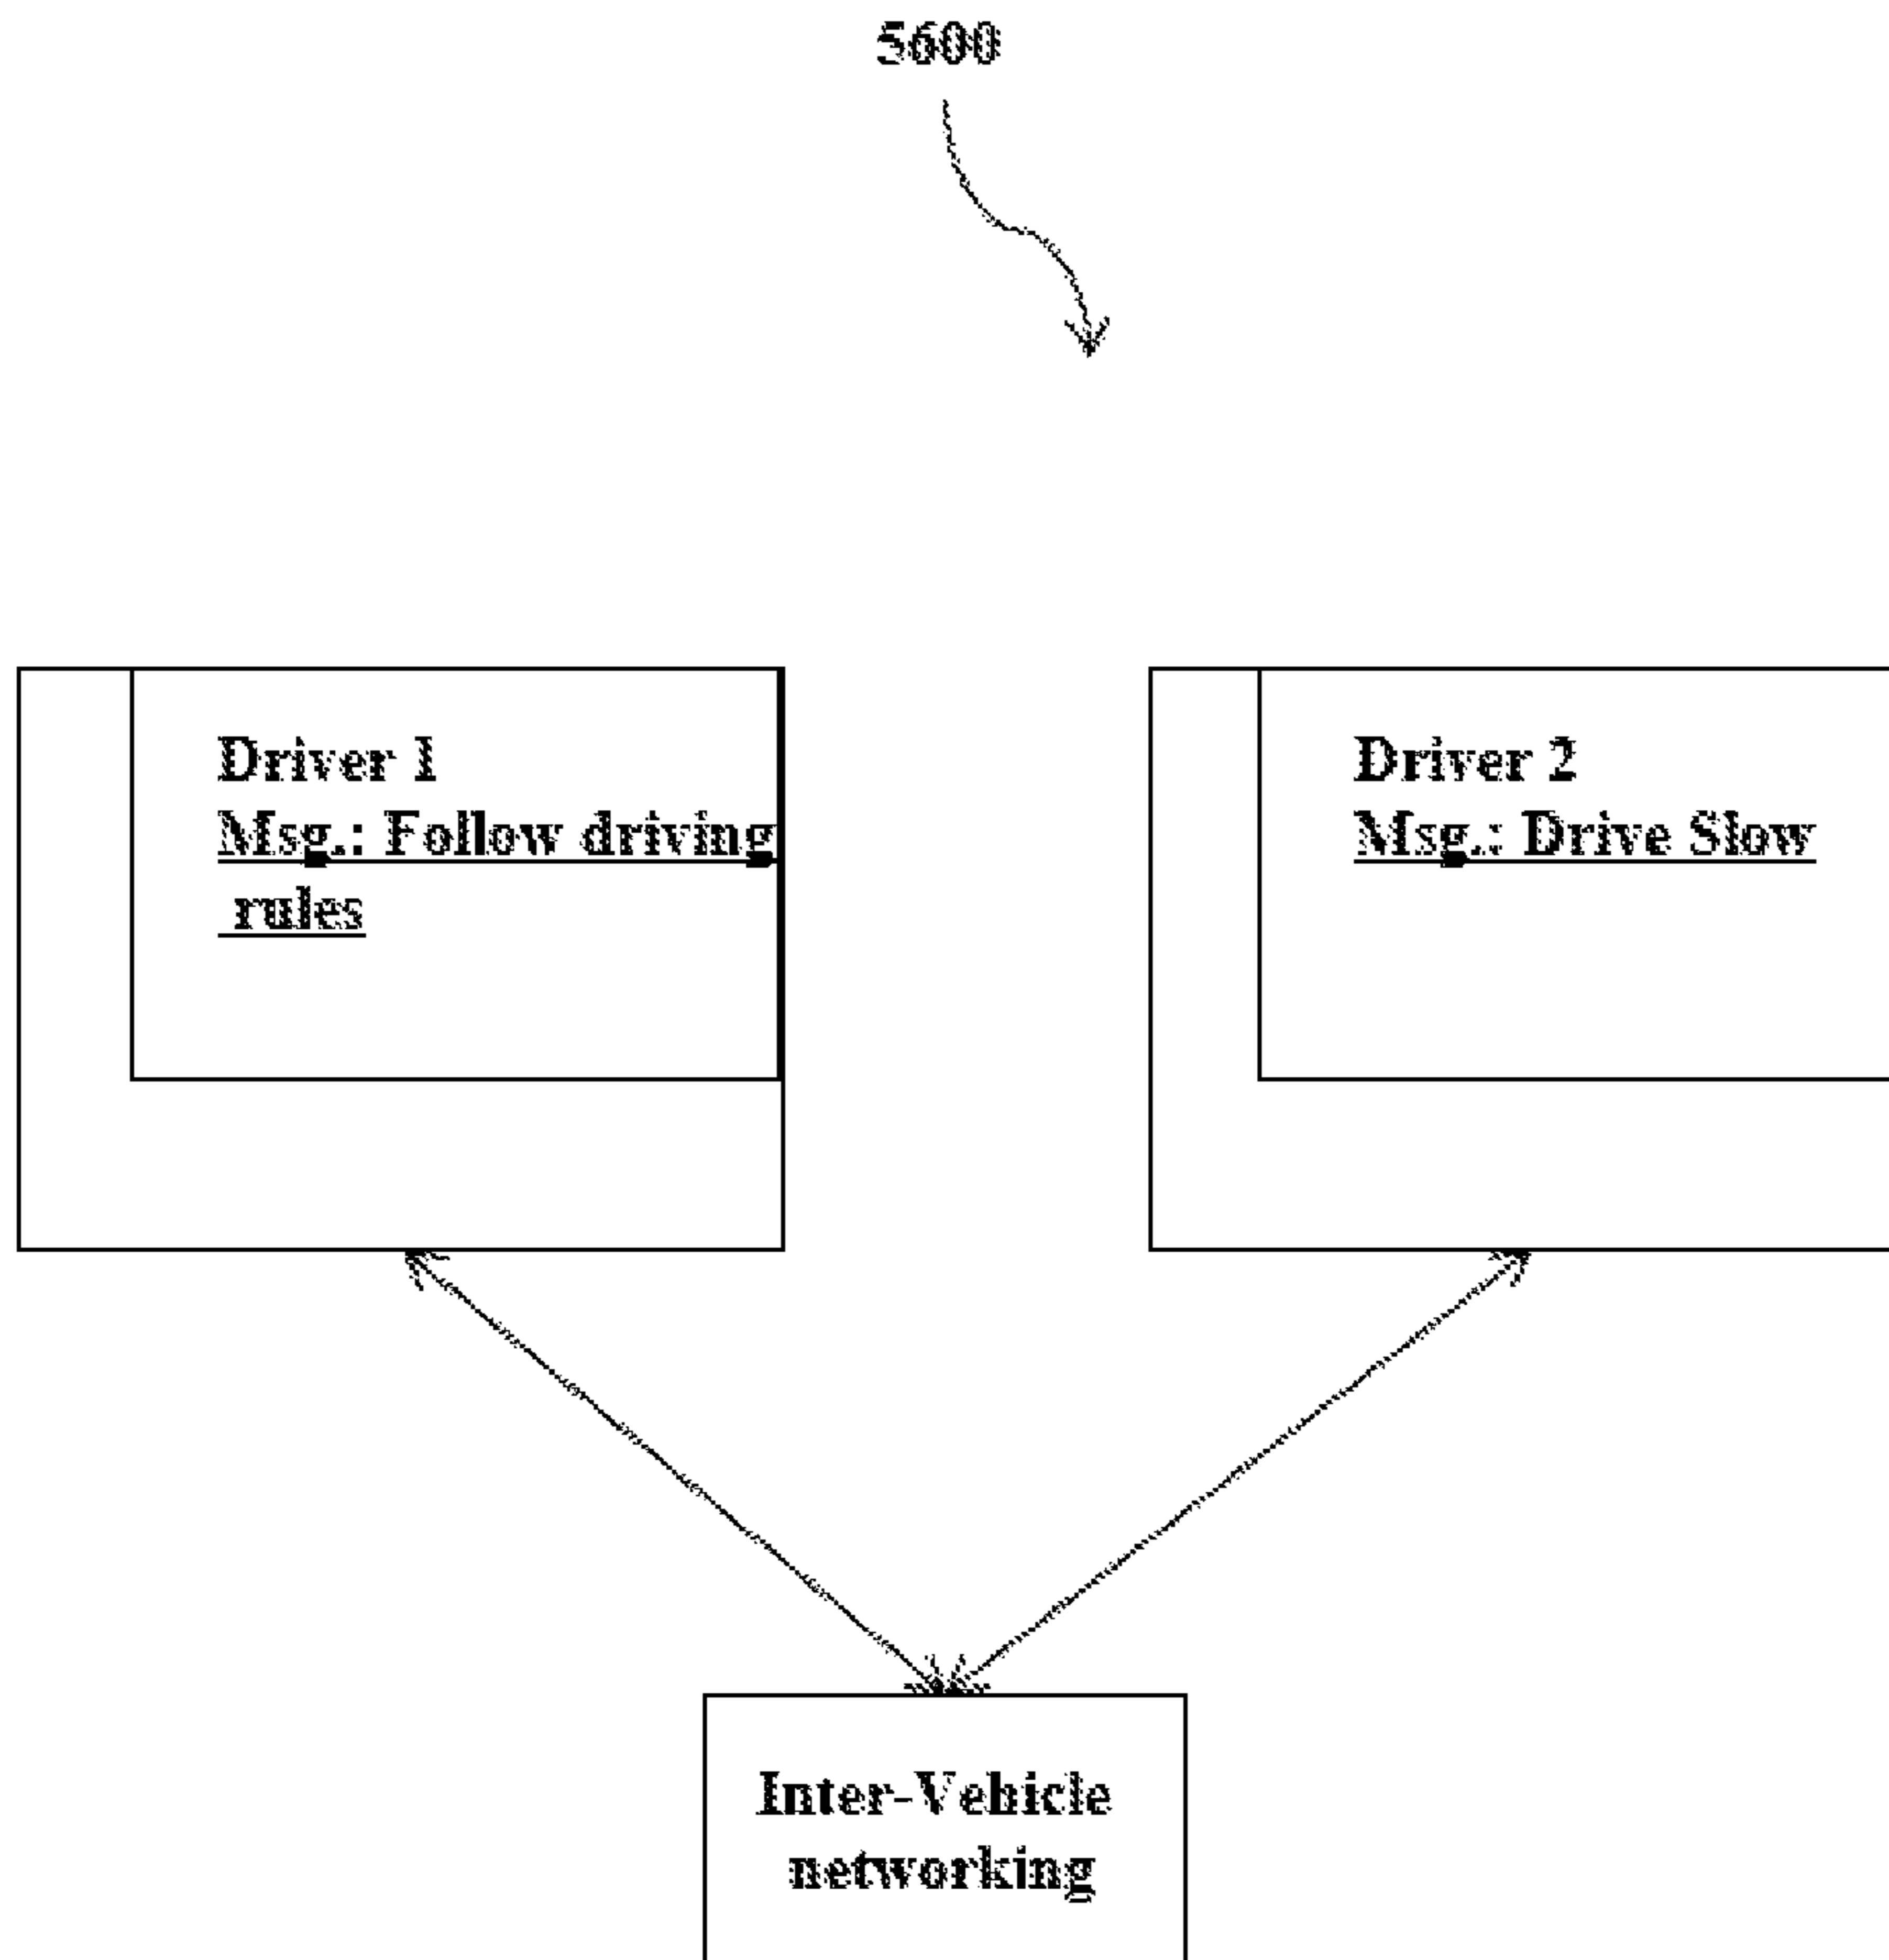 5600
Driver 1
Msg.: Follow driving
rules
Driver 2
Msg.: Drive Slow
Inter-Vehicle
networking